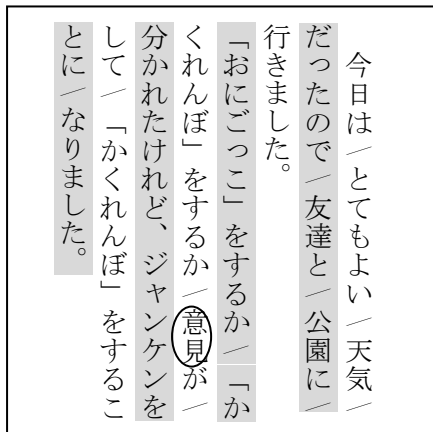 今日は／とてもよい／天気／
だったので／友達と／公園に／
行きました。
「おにごっこ」をするか／「か
くれんぼ」をするか／意見が／
分かれたけれど、ジャンケンを
して／「かくれんぼ」をするこ
とに／なりました。